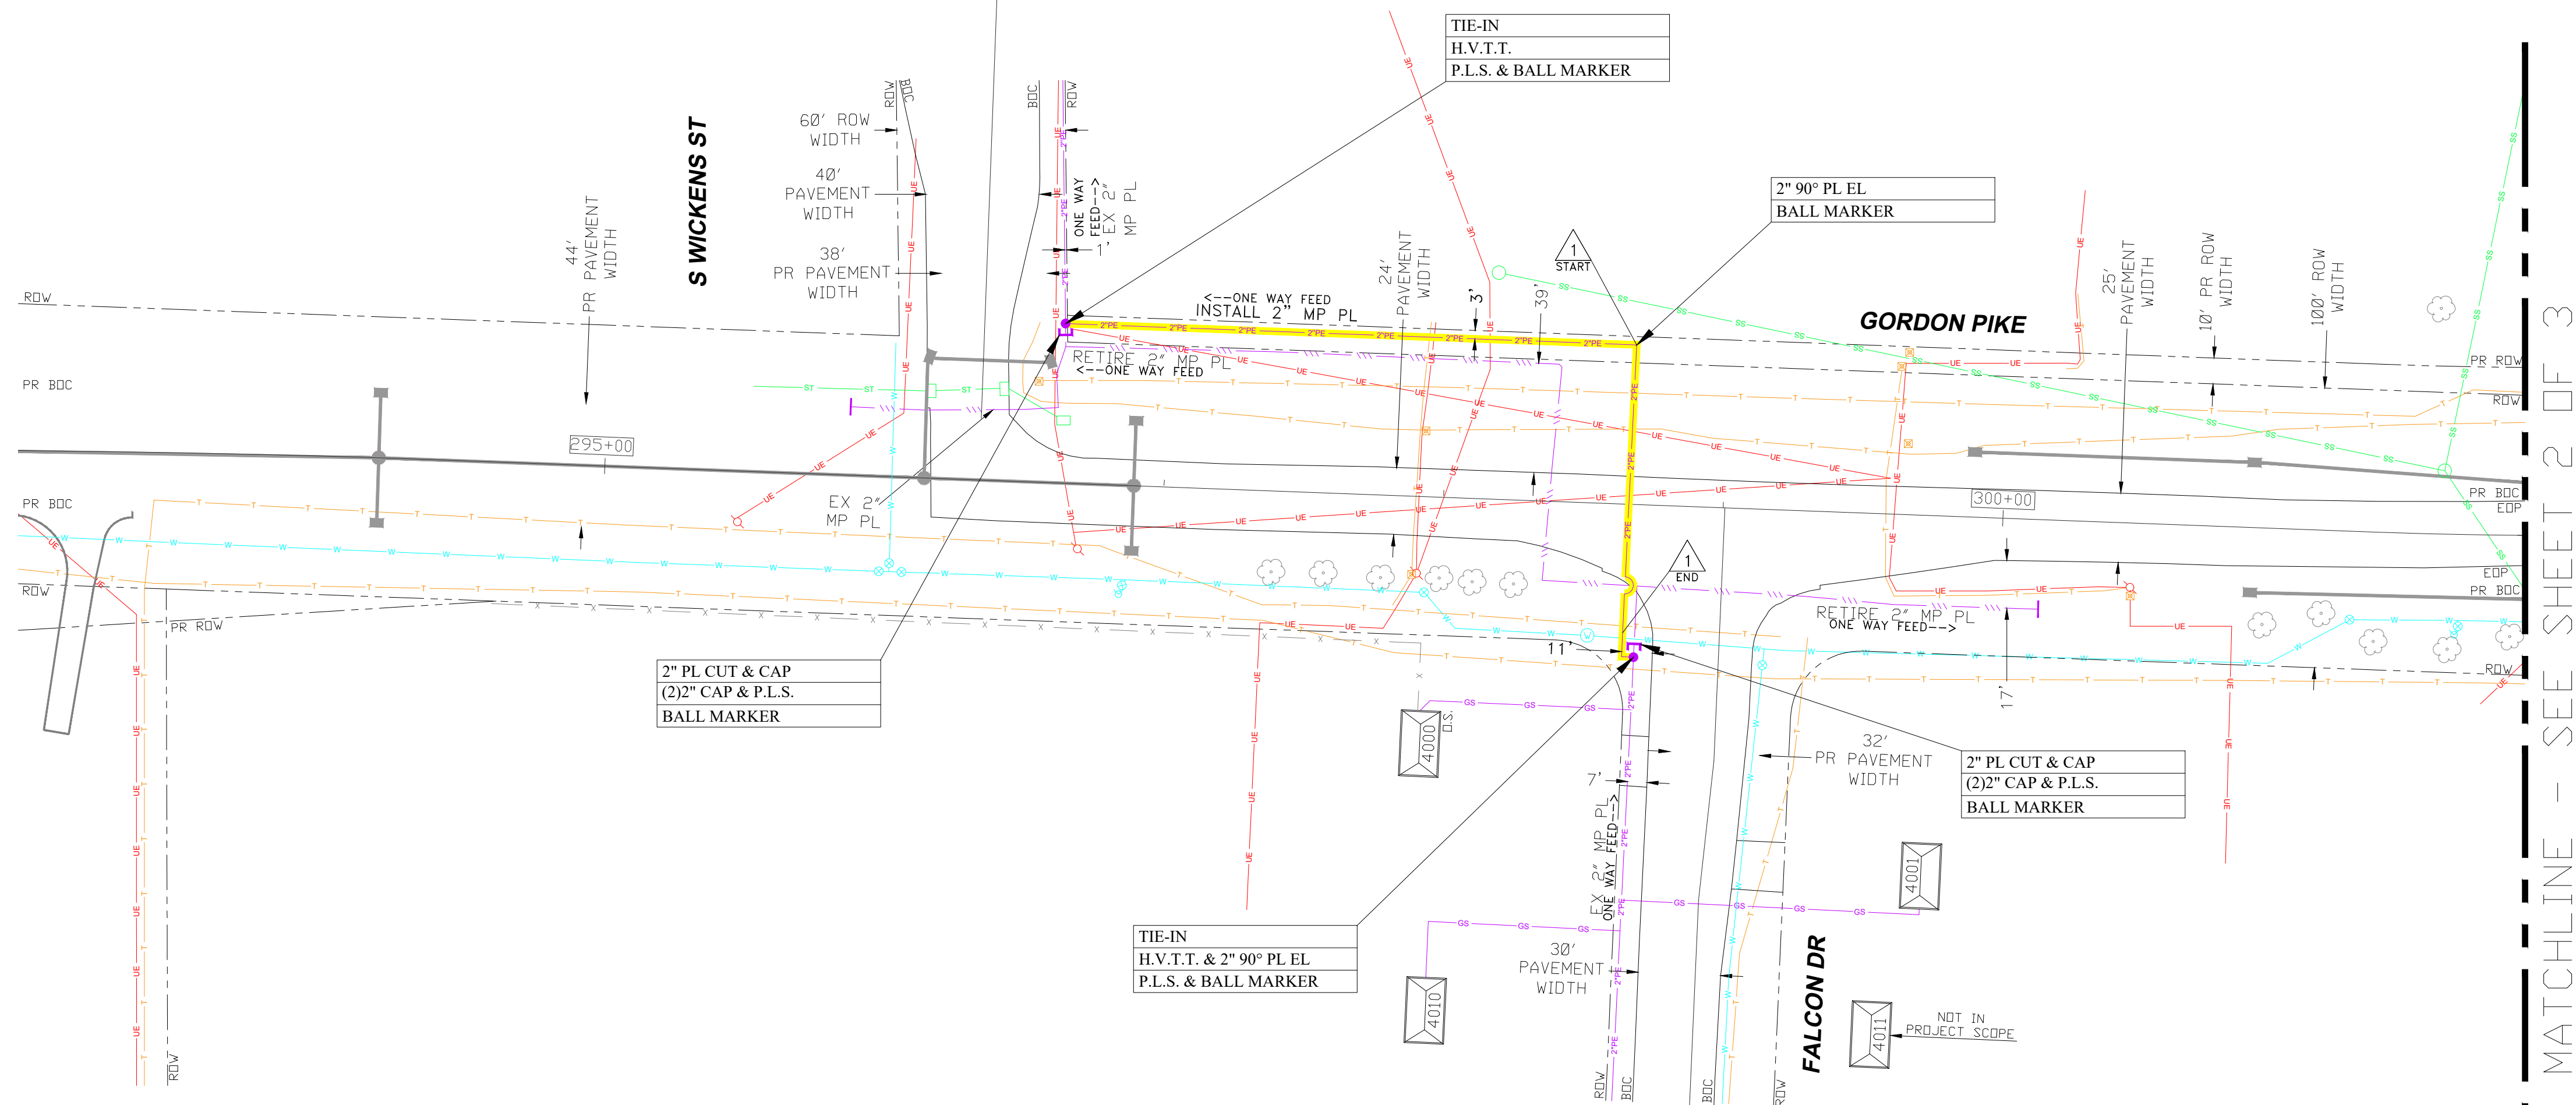 TIE-IN
H.V.T.T.
P.L.S. & BALL MARKER
2" 90° PL EL
BALL MARKER
S WICKENS ST
60' ROW
WIDTH
40'
PAVEMENT
WIDTH
38'
PR PAVEMENT
WIDTH
44'
PR PAVEMENT
WIDTH
ROW
BOC
BOC
ROW
ONE WAY
FEED-->
EX 2"
MP PL
1'
<--ONE WAY FEED
INSTALL 2" MP PL
RETIRE 2" MP PL
<--ONE WAY FEED
24'
PAVEMENT
WIDTH
3'
39'
1
START
GORDON PIKE
25'
PAVEMENT
WIDTH
10' PR ROW
WIDTH
100' ROW
WIDTH
PR ROW
ROW
ROW
PR BOC
295+00
PR BOC
ROW
PR ROW
EX 2"
MP PL
300+00
PR BOC
EOP
EOP
PR BOC
ROW
1
END
11'
RETIRE 2" MP PL
ONE WAY FEED-->
17'
2" PL CUT & CAP
(2)2" CAP & P.L.S.
BALL MARKER
4000
O.S.
7'
32'
PR PAVEMENT
WIDTH
2" PL CUT & CAP
(2)2" CAP & P.L.S.
BALL MARKER
EX 2" MP PL
ONE WAY FEED-->
4001
TIE-IN
H.V.T.T. & 2" 90° PL EL
P.L.S. & BALL MARKER
30'
PAVEMENT
WIDTH
4010
FALCON DR
4011
NOT IN
PROJECT SCOPE
ROW
ROW
BOC
BOC
ROW
MATCHLINE - SEE SHEET 2 OF 3